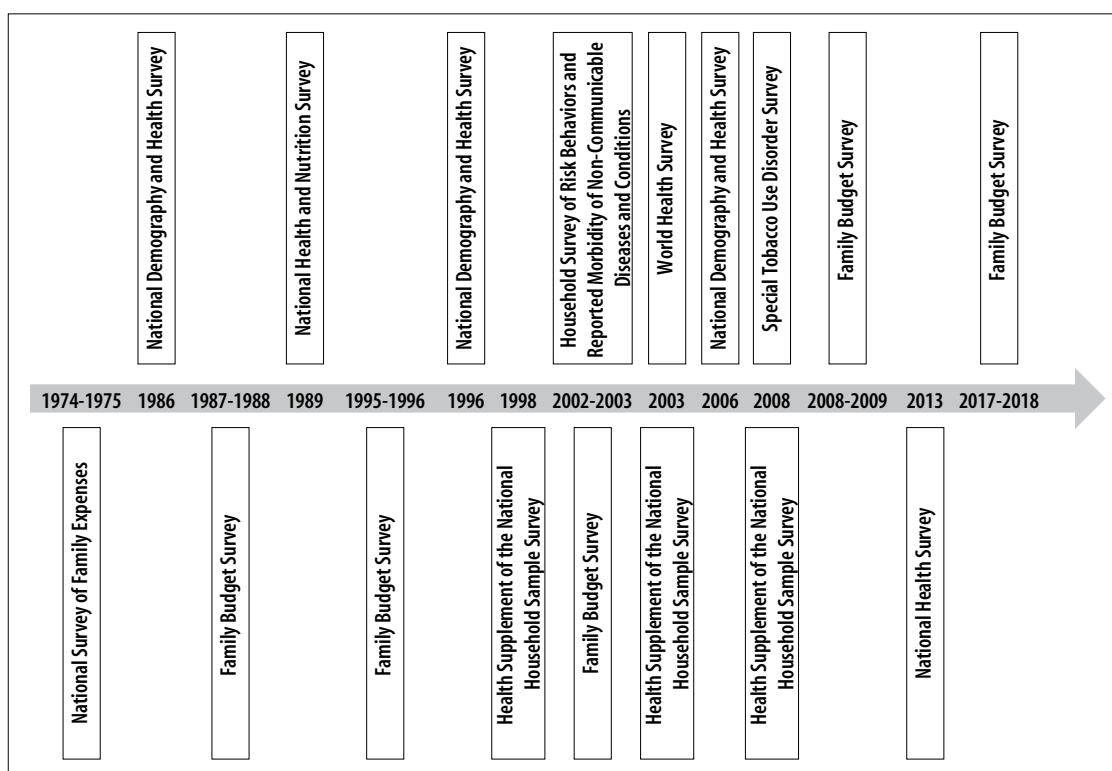 National Demography and Health Survey
National Health and Nutrition Survey
National Demography and Health Survey
Household Survey of Risk Behaviors and
Reported Morbidity of Non-Communicable
Diseases and Conditions
World Health Survey
National Demography and Health Survey
Special Tobacco Use Disorder Survey
Family Budget Survey
Family Budget Survey
1974-1975 1986 1987-1988 1989 1995-1996 1996 1998 2002-2003 2003 2006 2008 2008-2009 2013 2017-2018
National Survey of Family Expenses
Family Budget Survey
Family Budget Survey
Health Supplement of the National
Household Sample Survey
Family Budget Survey
Health Supplement of the National
Household Sample Survey
Health Supplement of the National
Household Sample Survey
National Health Survey